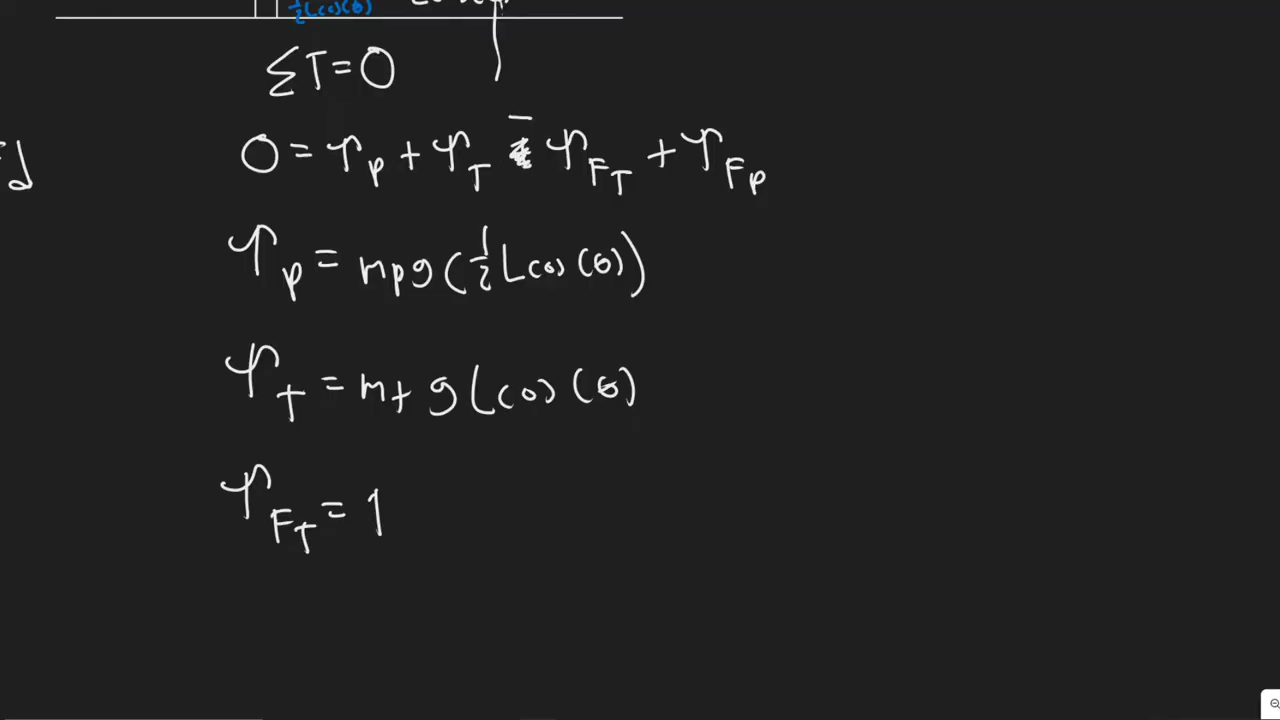 ½Lcos(θ)
ΣT=0
0 = τp + τT - τFT + τFp
τp = mpg(½Lcos(θ))
τT = mtgLcos(θ)
τFT = 1